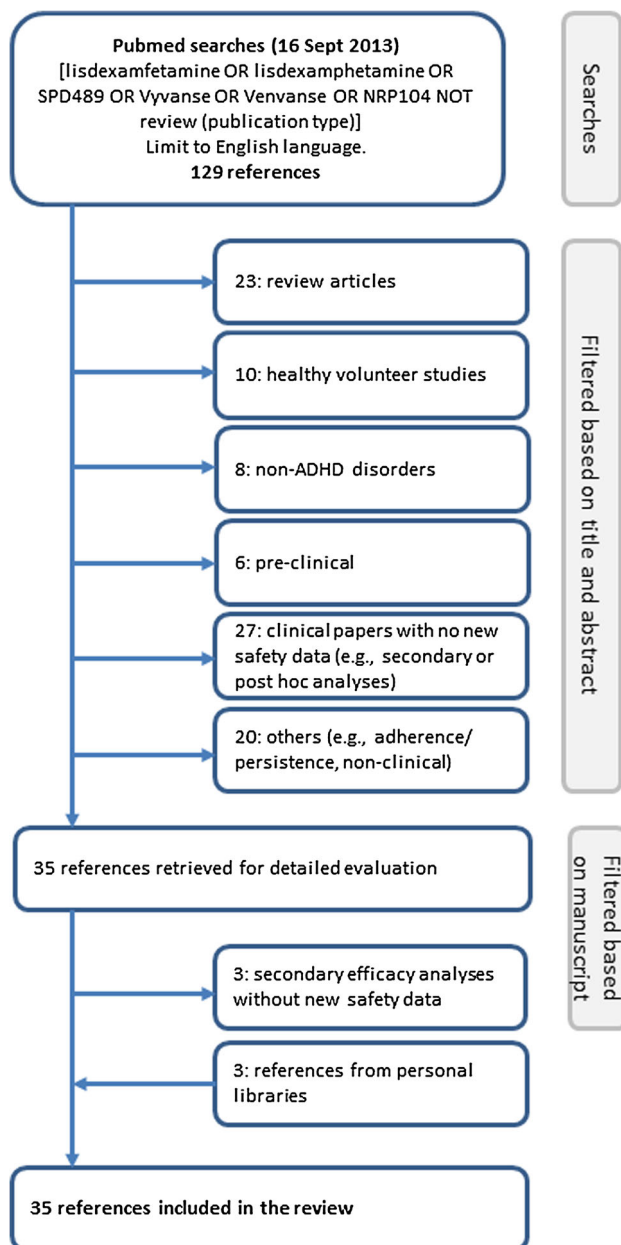 Pubmed searches (16 Sept 2013)
[lisdexamfetamine OR lisdexamphetamine OR
SPD489 OR Vyvanse OR Venvanse OR NRP104 NOT
review (publication type)]
Limit to English language.
129 references
Searches
23: review articles
10: healthy volunteer studies
8: non-ADHD disorders
6: pre-clinical
27: clinical papers with no new
safety data (e.g., secondary or
post hoc analyses)
20: others (e.g., adherence/
persistence, non-clinical)
Filtered based on title and abstract
35 references retrieved for detailed evaluation
3: secondary efficacy analyses
without new safety data
3: references from personal
libraries
Filtered based
on manuscript
35 references included in the review